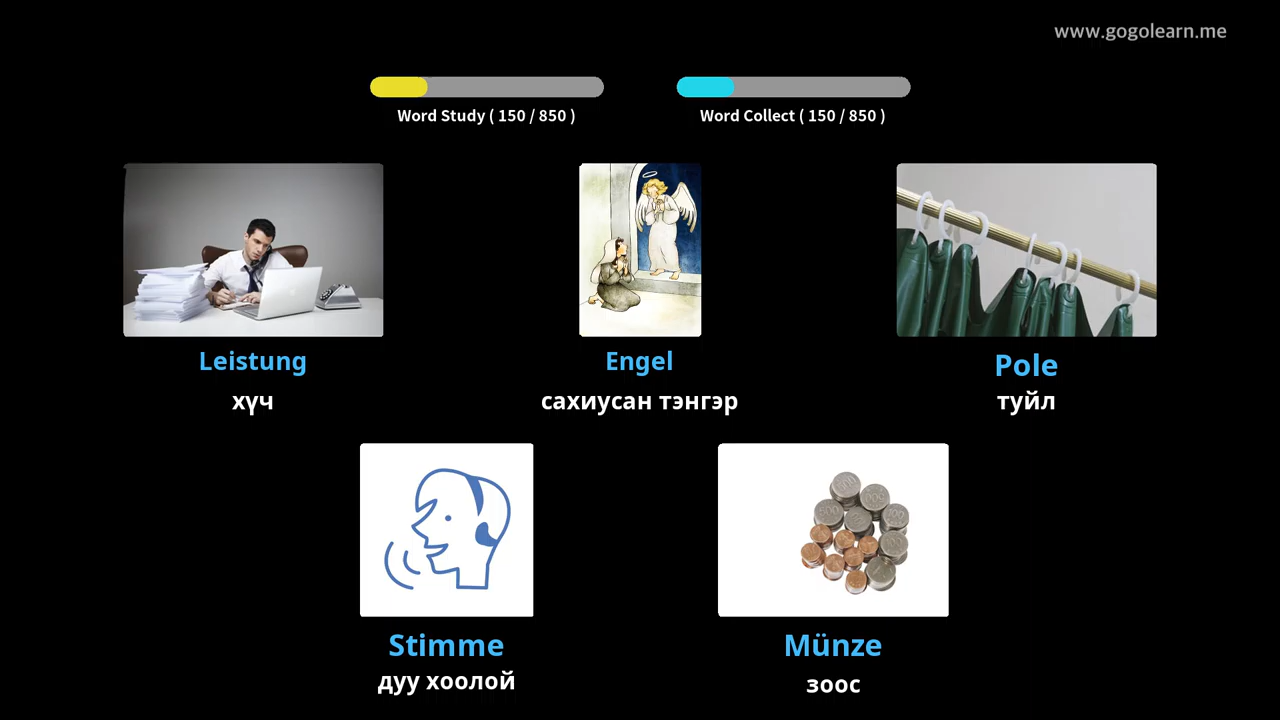 www.gogolearn.me
Word Study ( 150 / 850 )
Word Collect ( 150 / 850 )
Leistung
хүч
Engel
сахиусан тэнгэр
Pole
туйл
Stimme
дуу хоолой
Münze
зоос